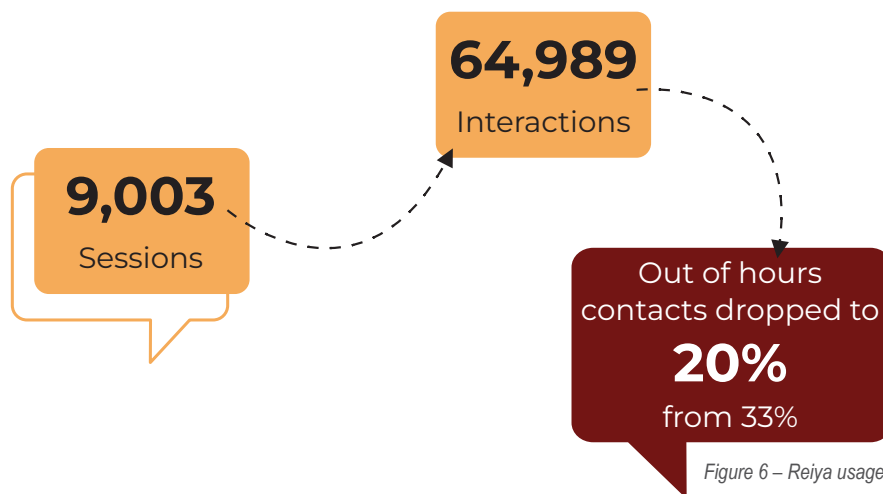 64,989
Interactions
9,003
Sessions
Out of hours
contacts dropped to
20%
from 33%
Figure 6 – Reiya usage